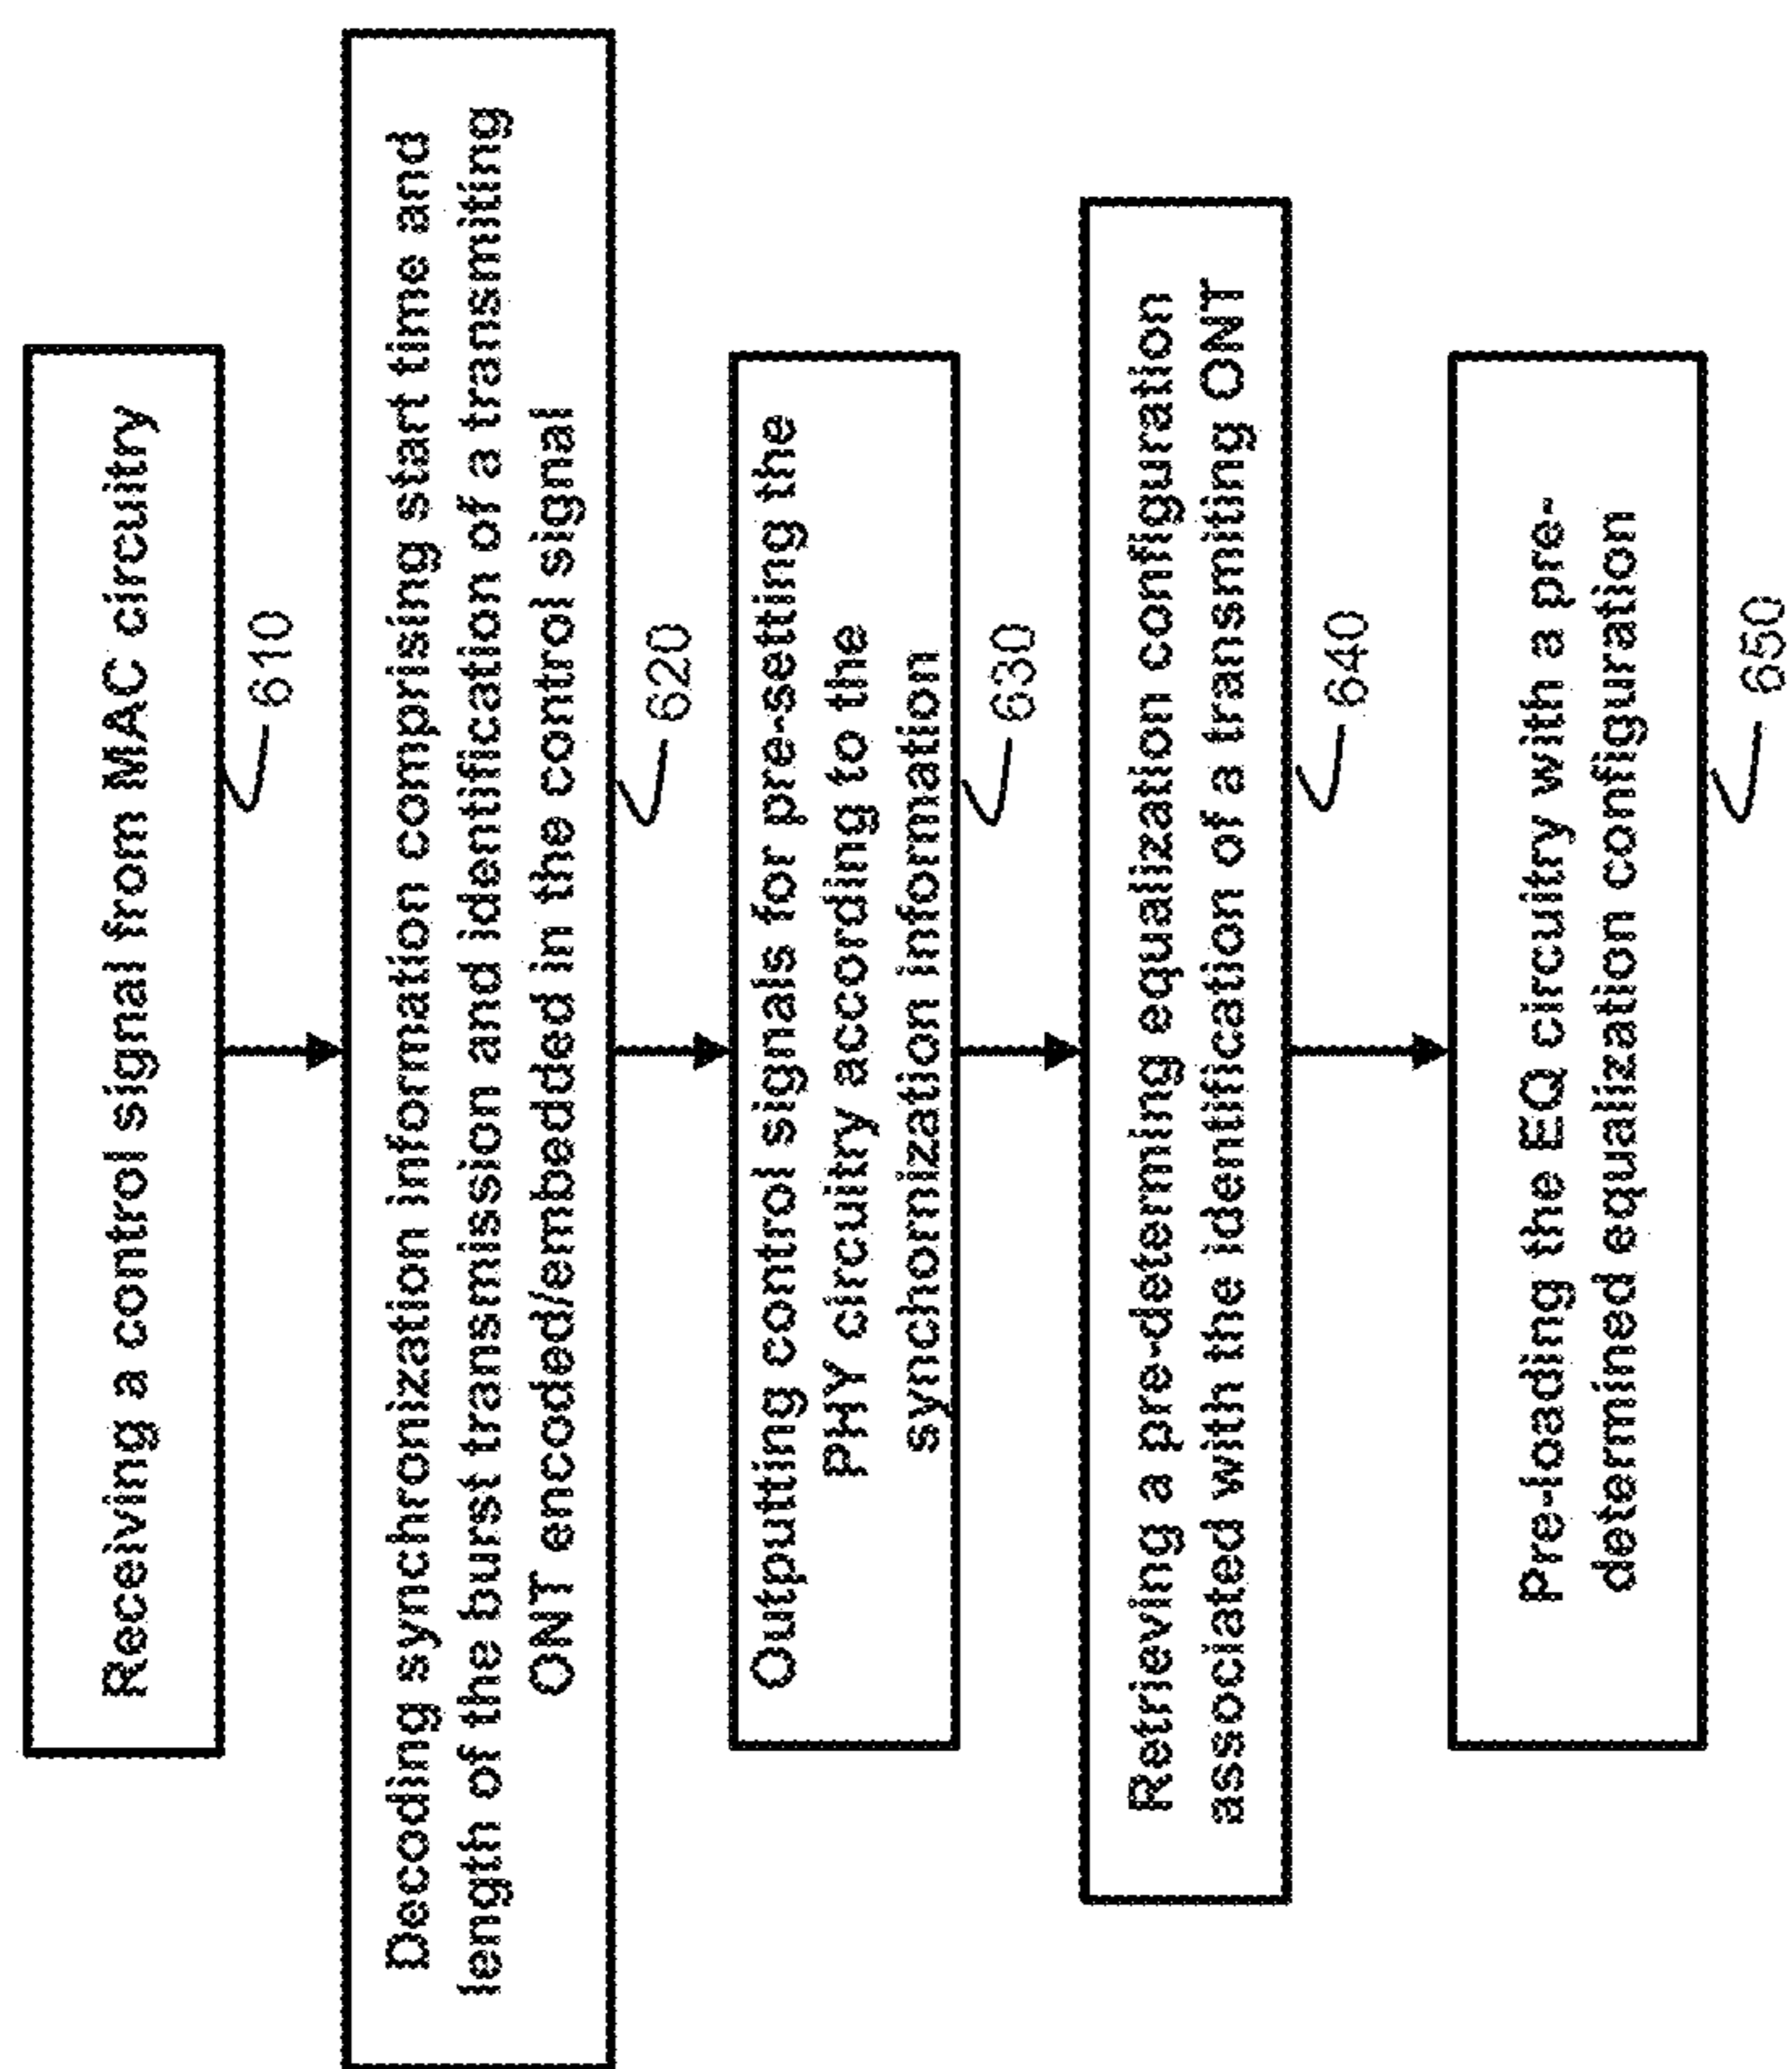 Receiving a control signal from MAC circuitry
610
Decoding synchronization information comprising start time and
length of the burst transmission and identification of a transmiting
ONT encoded/embedded in the control signal
620
Outputting control signals for pre-setting the
PHY circuitry according to the
synchornization information
630
Retrieving a pre-determing equalization configuration
associated with the identification of a transmiting ONT
640
Pre-loading the EQ circuitry with a pre-
determined equalization configuration
650